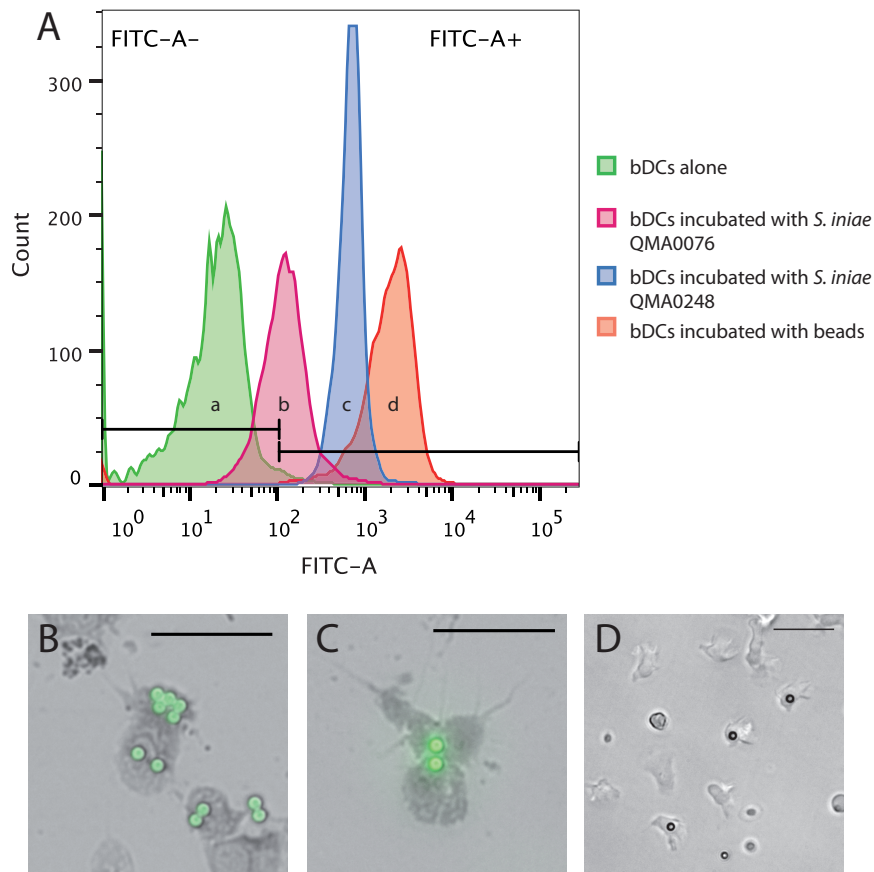 A
FITC-A-
FITC-A+
300
200
100
0
Count
a
b
c
d
10^0
10^1
10^2
10^3
10^4
10^5
FITC-A
bDCs alone
bDCs incubated with S. iniae
QMA0076
bDCs incubated with S. iniae
QMA0248
bDCs incubated with beads
B
C
D